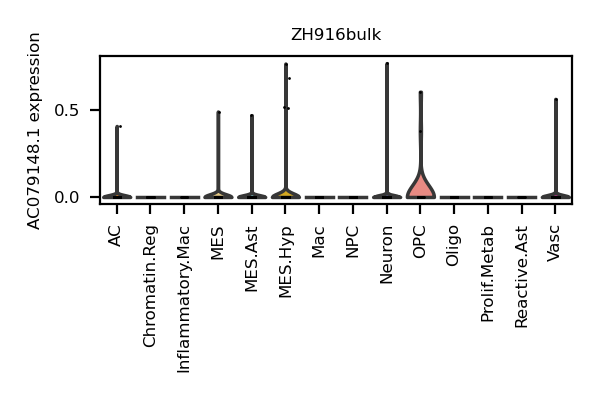 ZH916bulk
AC079148.1 expression
0.5
0.0
AC
Chromatin.Reg
Inflammatory.Mac
MES
MES.Ast
MES.Hyp
Mac
NPC
Neuron
OPC
Oligo
Prolif.Metab
Reactive.Ast
Vasc